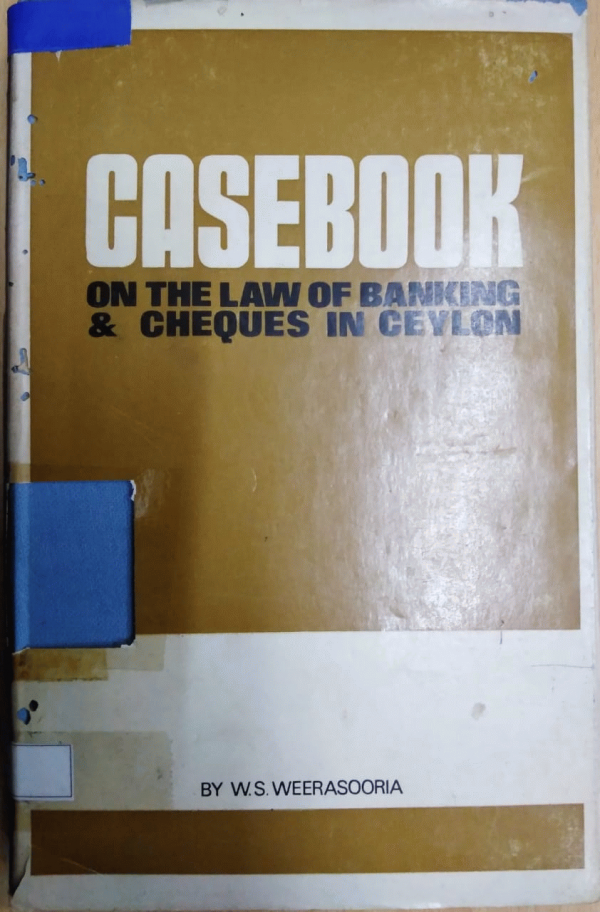 CASEBOOK
ON THE LAW OF BANKING
& CHEQUES IN CEYLON
BY W.S. WEERASOORIA